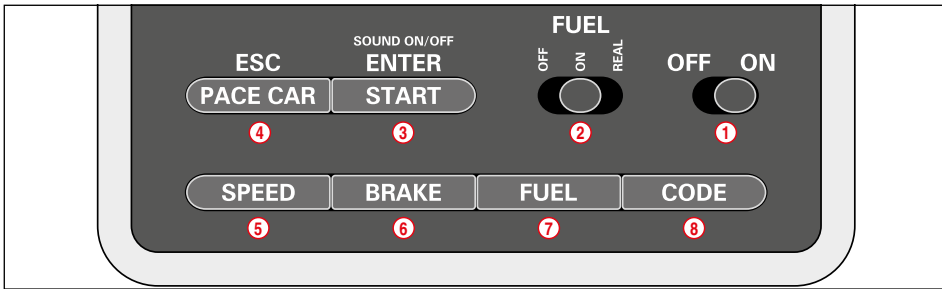 FUEL
SOUND ON/OFF
OFF ON REAL
ESC ENTER OFF ON
PACE CAR START
4 3 2 1
SPEED BRAKE FUEL CODE
5 6 7 8